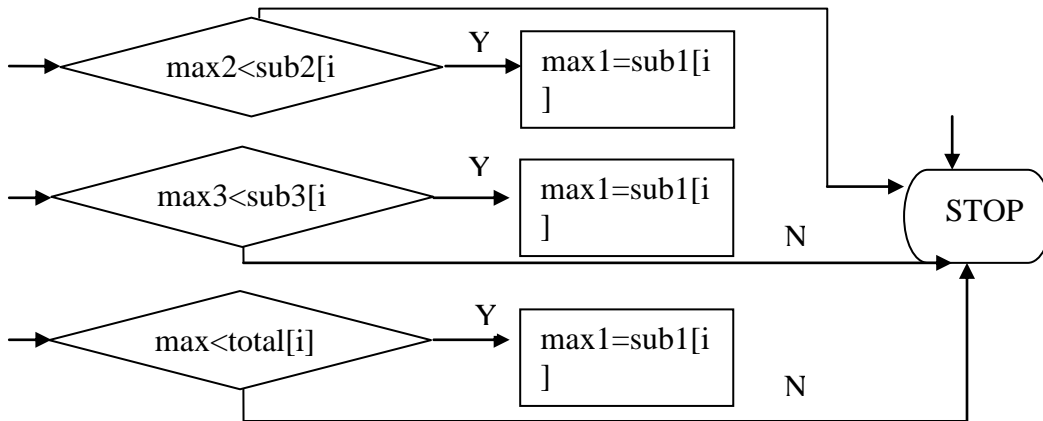 Y
max2<sub2[i
max1=sub1[i
]
Y
max3<sub3[i
max1=sub1[i
]
STOP
N
Y
max<total[i]
max1=sub1[i
]
N